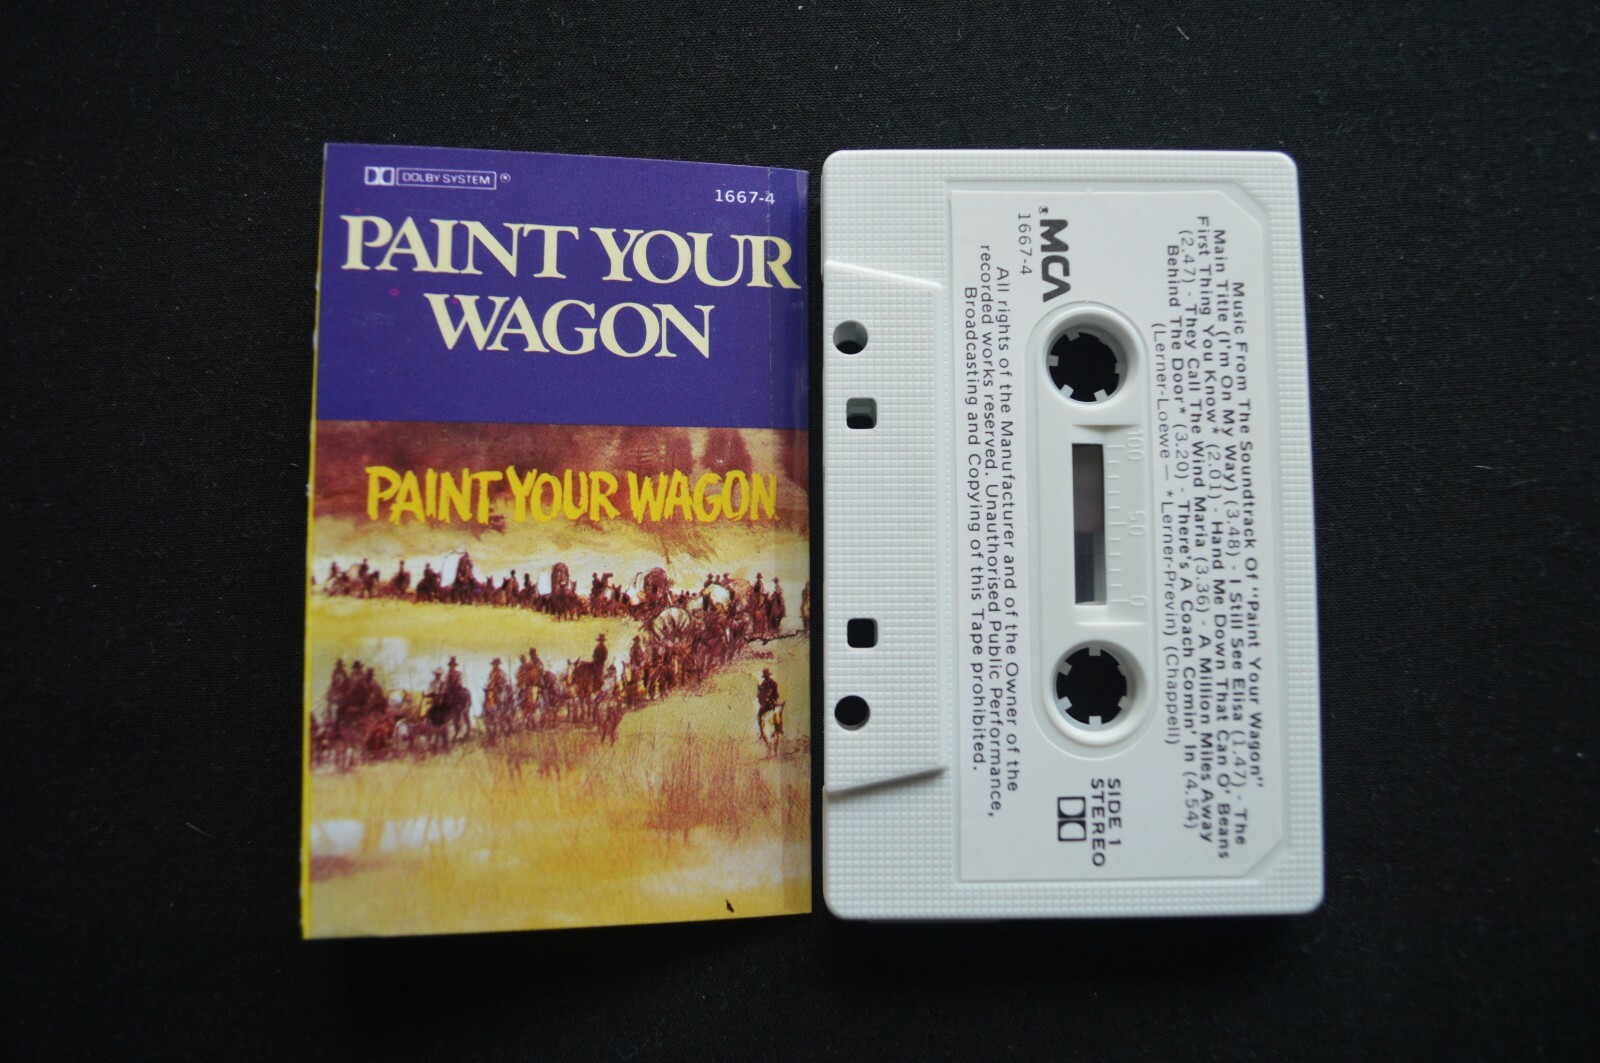 DOLBY SYSTEM ®
1667-4
PAINT YOUR
WAGON
PAINT YOUR WAGON
Music From The Soundtrack Of "Paint Your Wagon"
Main Title (I'm On My Way) (3.48) - I Still See Elisa (1.47) - The
First Thing You Know* (2.01) - Hand Me Down That Can O' Beans
(2.47) - They Call The Wind Maria (3.36) - A Million Miles Away
Behind The Door* (3.20) - There's A Coach Comin' In (4.54)
(Lerner-Loewe — *Lerner-Previn) (Chappell)
MCA®
1667-4
100 50 0
SIDE 1
STEREO
All rights of the Manufacturer and of the Owner of the
recorded works reserved. Unauthorised Public Performance,
Broadcasting and Copying of this Tape prohibited.